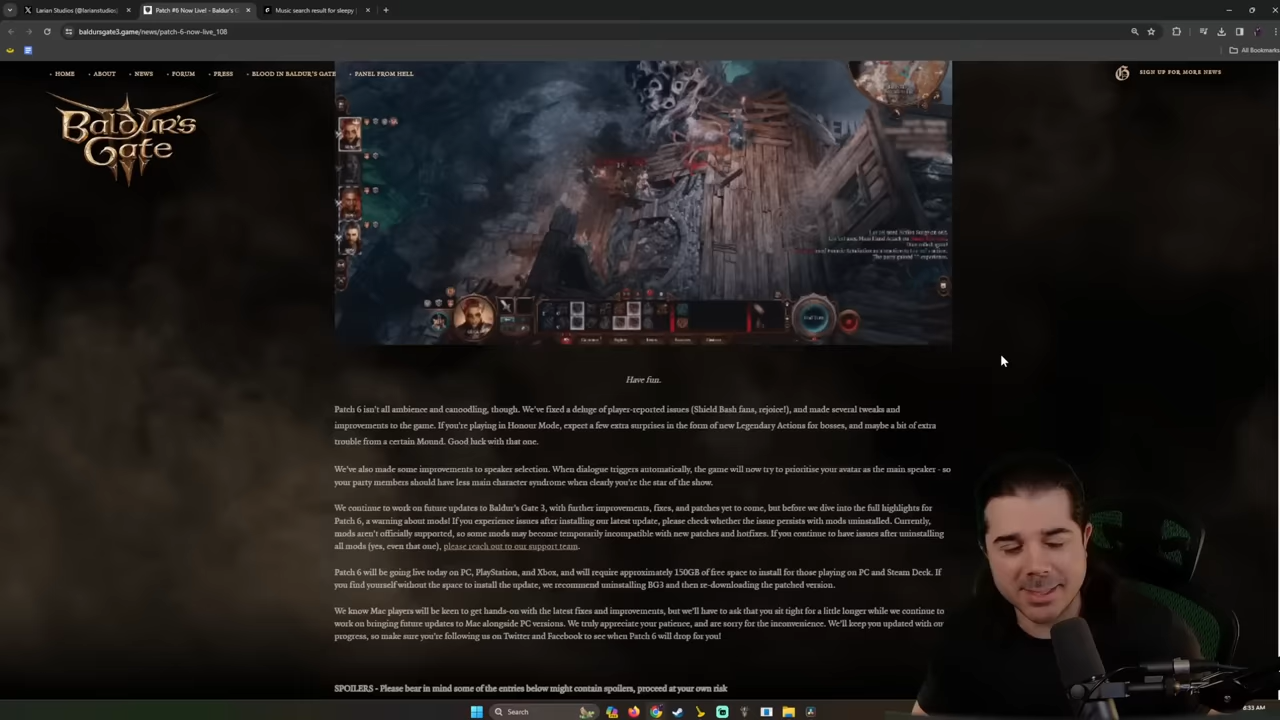 Larian Studios (@larianstudios)
Patch #6 Now Live! - Baldur's G
Music search result for sleepy
baldursgate3.game/news/patch-6-now-live_108
All Bookmarks
HOME
ABOUT
NEWS
FORUM
PRESS
BLOOD IN BALDUR'S GATE
PANEL FROM HELL
SIGN UP FOR MORE NEWS
BALDUR'S
GATE
Have fun.
Patch 6 isn't all ambience and canoodling, though. We've fixed a deluge of player-reported issues (Shield Bash fans, rejoice!), and made several tweaks and
improvements to the game. If you're playing in Honour Mode, expect a few extra surprises in the form of new Legendary Actions for bosses, and maybe a bit of extra
trouble from a certain Mound. Good luck with that one.
We've also made some improvements to speaker selection. When dialogue triggers automatically, the game will now try to prioritise your avatar as the main speaker - so
your party members should have less main character syndrome when clearly you're the star of the show.
We continue to work on future updates to Baldur's Gate 3, with further improvements, fixes, and patches yet to come, but before we dive into the full highlights for
Patch 6, a warning about mods! If you experience issues after installing our latest update, please check whether the issue persists with mods uninstalled. Currently,
mods aren't officially supported, so some mods may become temporarily incompatible with new patches and hotfixes. If you continue to have issues after uninstalling
all mods (yes, even that one), please reach out to our support team.
Patch 6 will be going live today on PC, PlayStation, and Xbox, and will require approximately 150GB of free space to install for those playing on PC and Steam Deck. If
you find yourself without the space to install the update, we recommend uninstalling BG3 and then re-downloading the patched version.
We know Mac players will be keen to get hands-on with the latest fixes and improvements, but we'll have to ask that you sit tight for a little longer while we continue to
work on bringing future updates to Mac alongside PC versions. We truly appreciate your patience, and are sorry for the inconvenience. We'll keep you updated with our
progress, so make sure you're following us on Twitter and Facebook to see when Patch 6 will drop for you!
SPOILERS - Please bear in mind some of the entries below might contain spoilers, proceed at your own risk
Search
8:33 AM